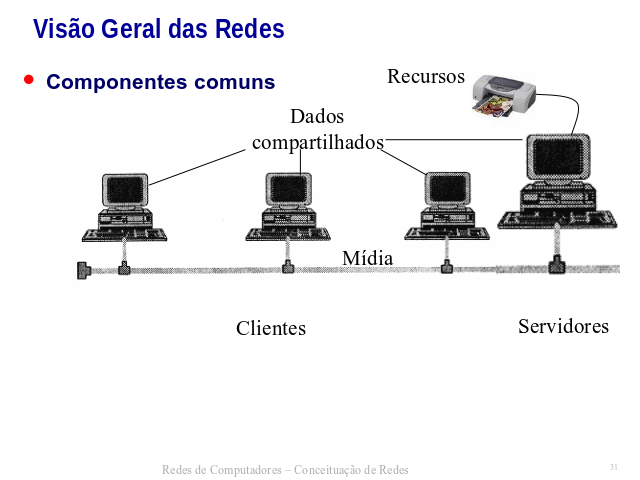 Visão Geral das Redes
Componentes comuns
Recursos
Dados
compartilhados
Mídia
Clientes
Servidores
Redes de Computadores – Conceituação de Redes
31